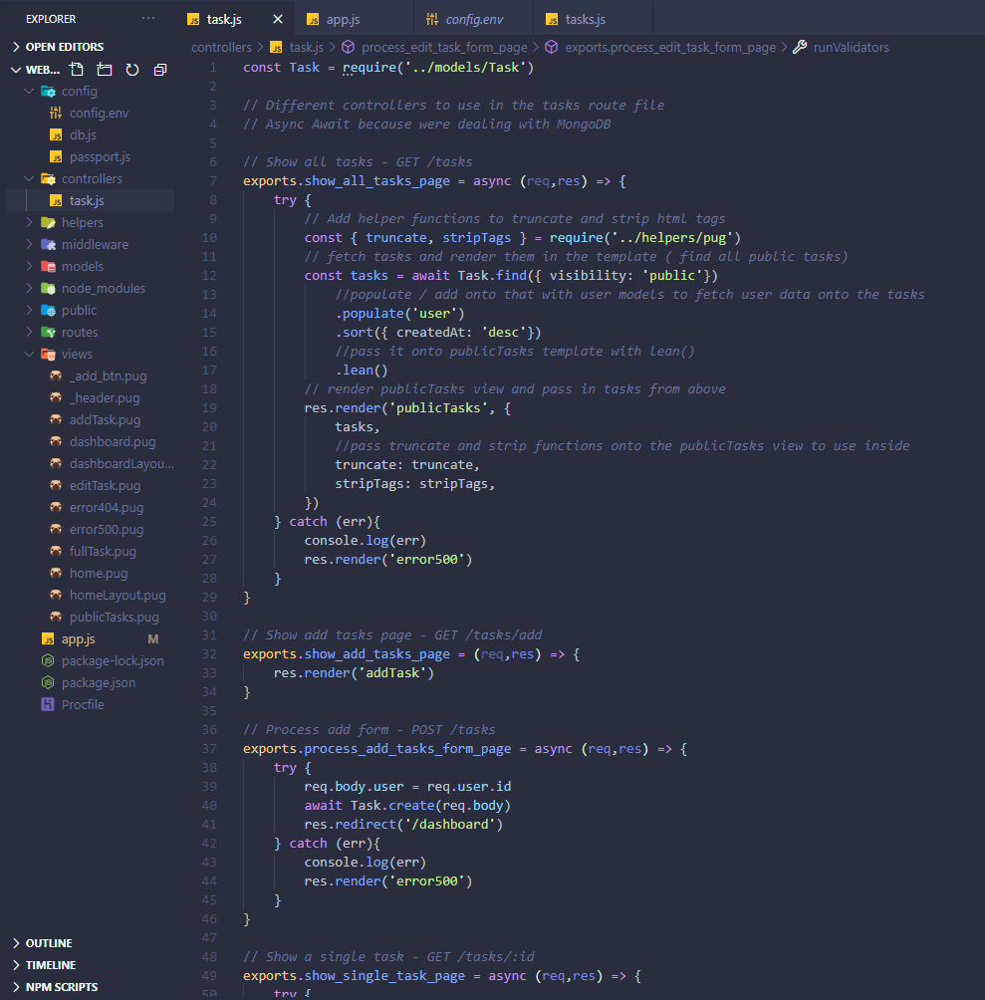 EXPLORER ...
OPEN EDITORS
WEB...
config
config.env
db.js
passport.js
controllers
task.js
helpers
middleware
models
node_modules
public
routes
views
_add_btn.pug
_header.pug
addTask.pug
dashboard.pug
dashboardLayou...
editTask.pug
error404.pug
error500.pug
fullTask.pug
home.pug
homeLayout.pug
publicTasks.pug
JS app.js M
package-lock.json
package.json
Procfile
OUTLINE
TIMELINE
NPM SCRIPTS
JS task.js × JS app.js config.env JS tasks.js
controllers > JS task.js > process_edit_task_form_page > exports.process_edit_task_form_page > runValidators
1 const Task = require('../models/Task')
2
3 // Different controllers to use in the tasks route file
4 // Async Await because were dealing with MongoDB
5
6 // Show all tasks - GET /tasks
7 exports.show_all_tasks_page = async (req,res) => {
8 try {
9 // Add helper functions to truncate and strip html tags
10 const { truncate, stripTags } = require('../helpers/pug')
11 // fetch tasks and render them in the template ( find all public tasks)
12 const tasks = await Task.find({ visibility: 'public'})
13 //populate / add onto that with user models to fetch user data onto the tasks
14 .populate('user')
15 .sort({ createdAt: 'desc'})
16 //pass it onto publicTasks template with lean()
17 .lean()
18 // render publicTasks view and pass in tasks from above
19 res.render('publicTasks', {
20 tasks,
21 //pass truncate and strip functions onto the publicTasks view to use inside
22 truncate: truncate,
23 stripTags: stripTags,
24 })
25 } catch (err){
26 console.log(err)
27 res.render('error500')
28 }
29 }
30
31 // Show add tasks page - GET /tasks/add
32 exports.show_add_tasks_page = (req,res) => {
33 res.render('addTask')
34 }
35
36 // Process add form - POST /tasks
37 exports.process_add_tasks_form_page = async (req,res) => {
38 try {
39 req.body.user = req.user.id
40 await Task.create(req.body)
41 res.redirect('/dashboard')
42 } catch (err){
43 console.log(err)
44 res.render('error500')
45 }
46 }
47
48 // Show a single task - GET /tasks/:id
49 exports.show_single_task_page = async (req,res) => {
50 try {